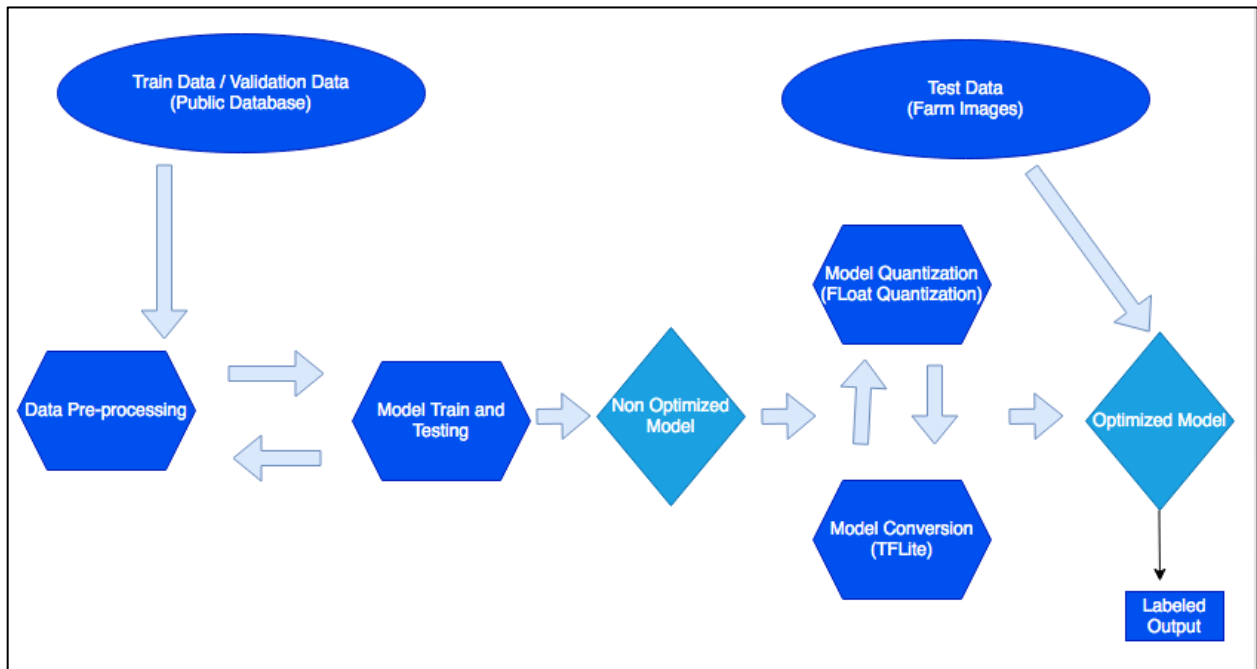 Train Data / Validation Data
(Public Database)
Test Data
(Farm Images)
Model Quantization
(FLoat Quantization)
Data Pre-processing
Model Train and
Testing
Non Optimized
Model
Optimized Model
Model Conversion
(TFLite)
Labeled
Output